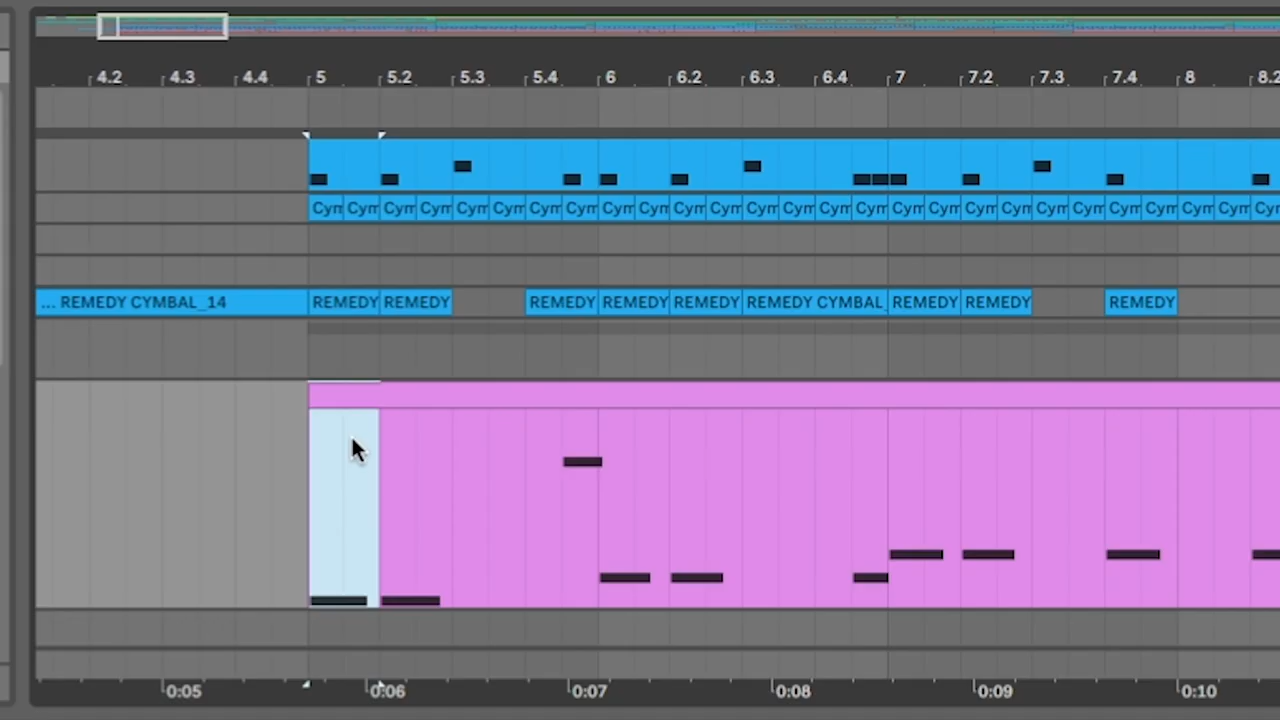 4.2 4.3 4.4 5 5.2 5.3 5.4 6 6.2 6.3 6.4 7 7.2 7.3 7.4 8 8.2
Cym Cym Cym Cym Cym Cym Cym Cym Cym Cym Cym Cym Cym Cym Cym Cym Cym Cym Cym Cym Cym Cym Cym Cym Cym Cym Cym
... REMEDY CYMBAL_14 REMEDY REMEDY REMEDY REMEDY REMEDY REMEDY CYMBAL_ REMEDY REMEDY REMEDY
0:05 0:06 0:07 0:08 0:09 0:10